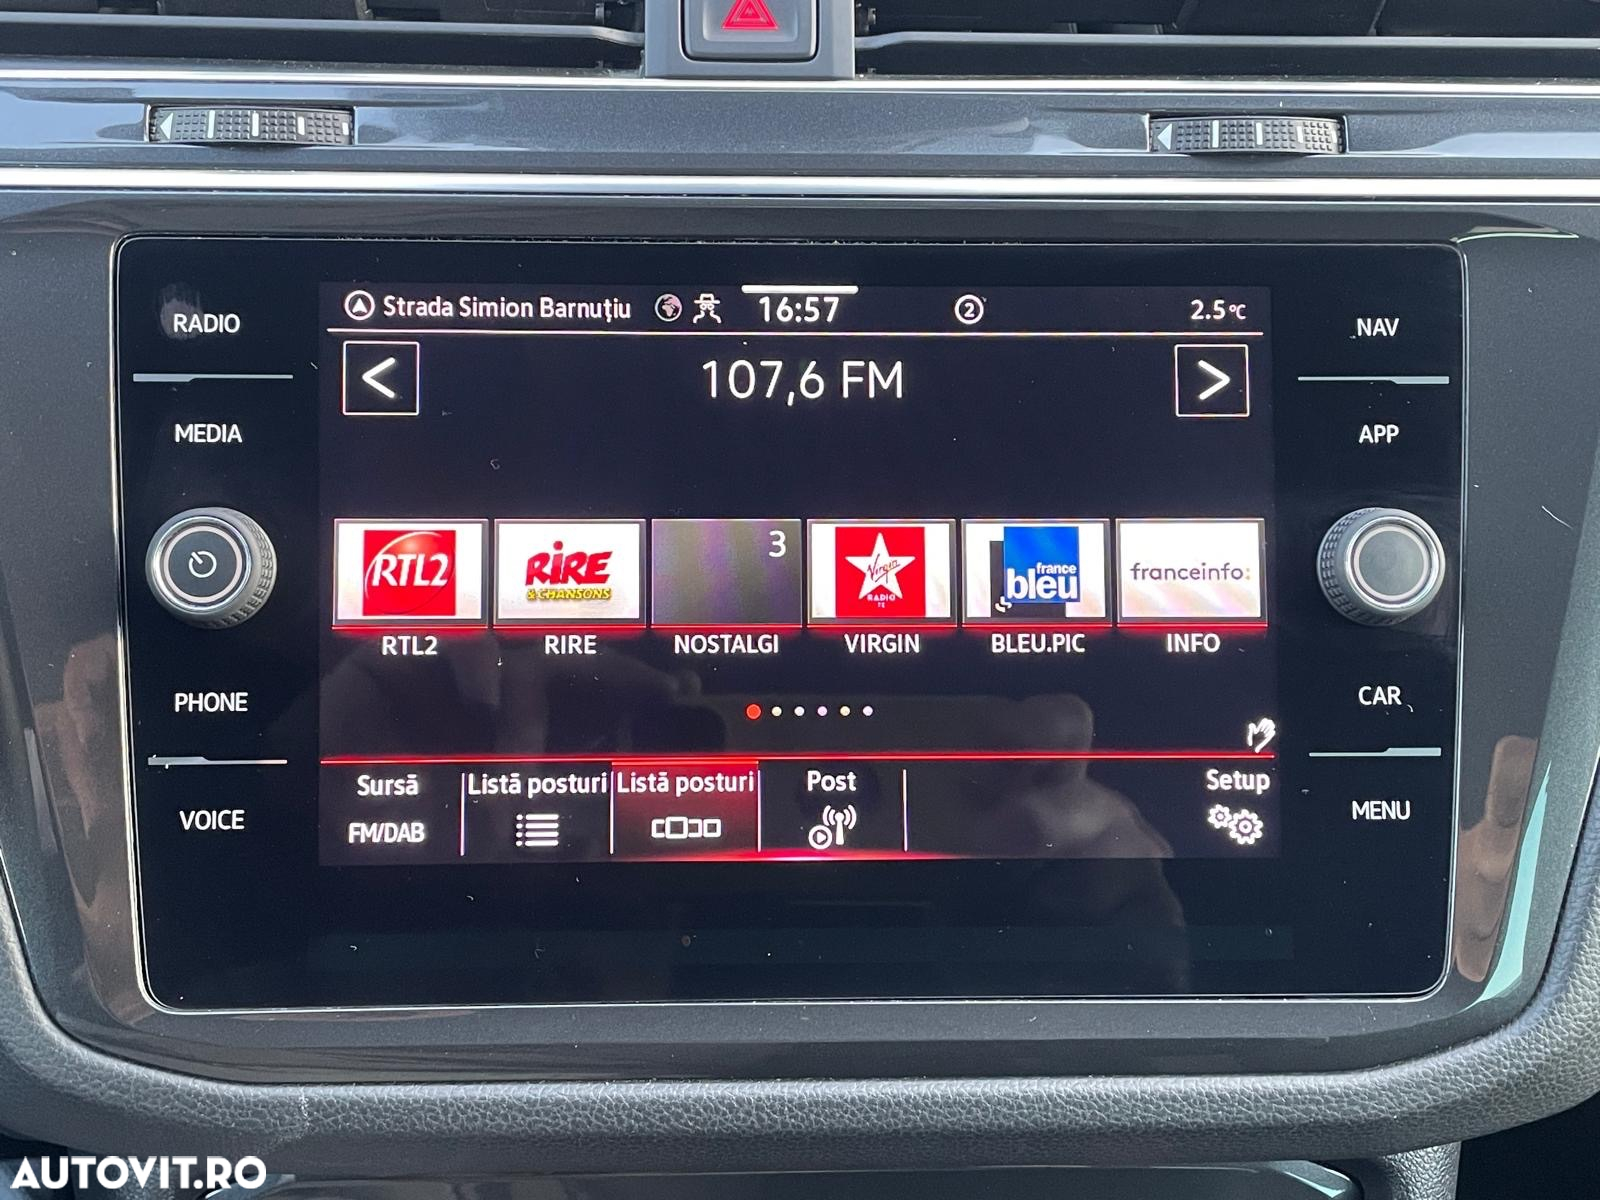 RADIO
MEDIA
PHONE
VOICE
Strada Simion Bărnuțiu 16:57 2 2.5°C
< 107,6 FM >
RTL2
RIRE
& CHANSONS
3
Virgin
RADIO
france
bleu
franceinfo:
RTL2 RIRE NOSTALGI VIRGIN BLEU.PIC INFO
Sursă Listă posturi Listă posturi Post Setup
FM/DAB
NAV
APP
CAR
MENU
AUTOVIT.RO